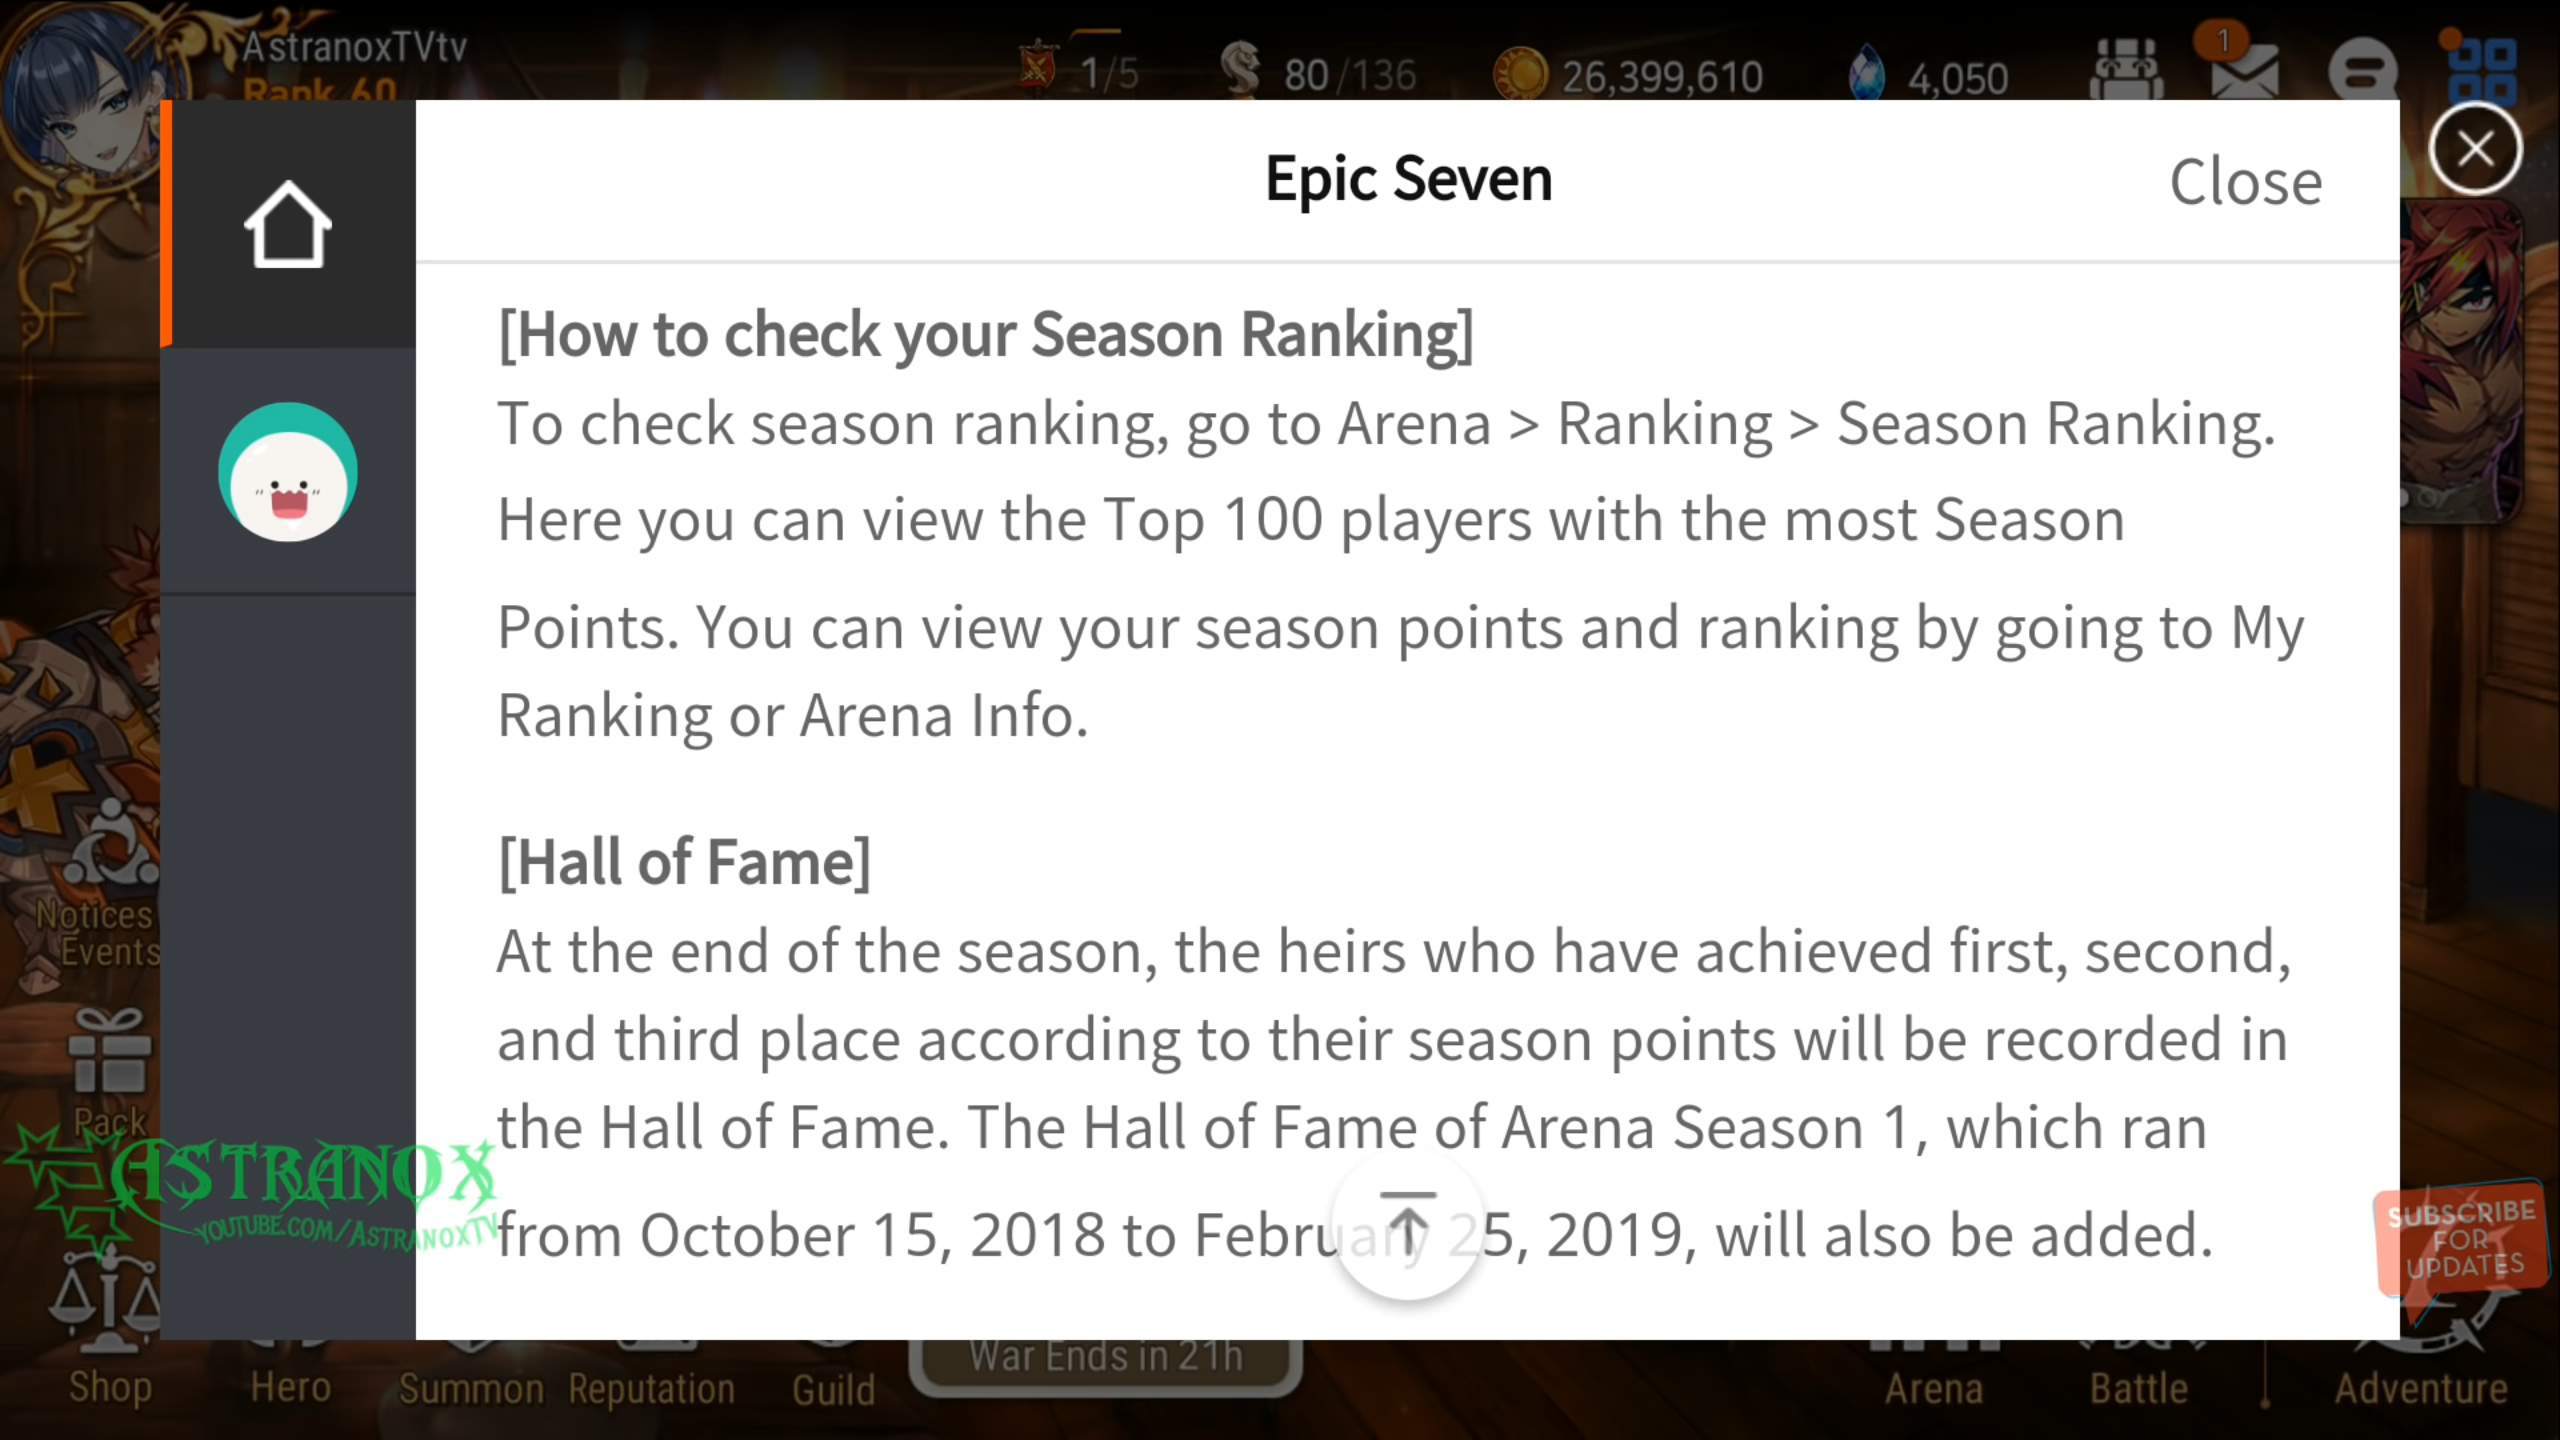 AstranoxTVtv
Rank 60
1/5
80/136
26,399,610
4,050
1
Epic Seven
Close
[How to check your Season Ranking]
To check season ranking, go to Arena > Ranking > Season Ranking.
Here you can view the Top 100 players with the most Season
Points. You can view your season points and ranking by going to My
Ranking or Arena Info.
[Hall of Fame]
At the end of the season, the heirs who have achieved first, second,
and third place according to their season points will be recorded in
the Hall of Fame. The Hall of Fame of Arena Season 1, which ran
from October 15, 2018 to February 25, 2019, will also be added.
Notices
Events
Pack
ASTRANOX
YOUTUBE.COM/ASTRANOXTV
SUBSCRIBE
FOR
UPDATES
War Ends in 21h
Shop
Hero
Summon
Reputation
Guild
Arena
Battle
Adventure